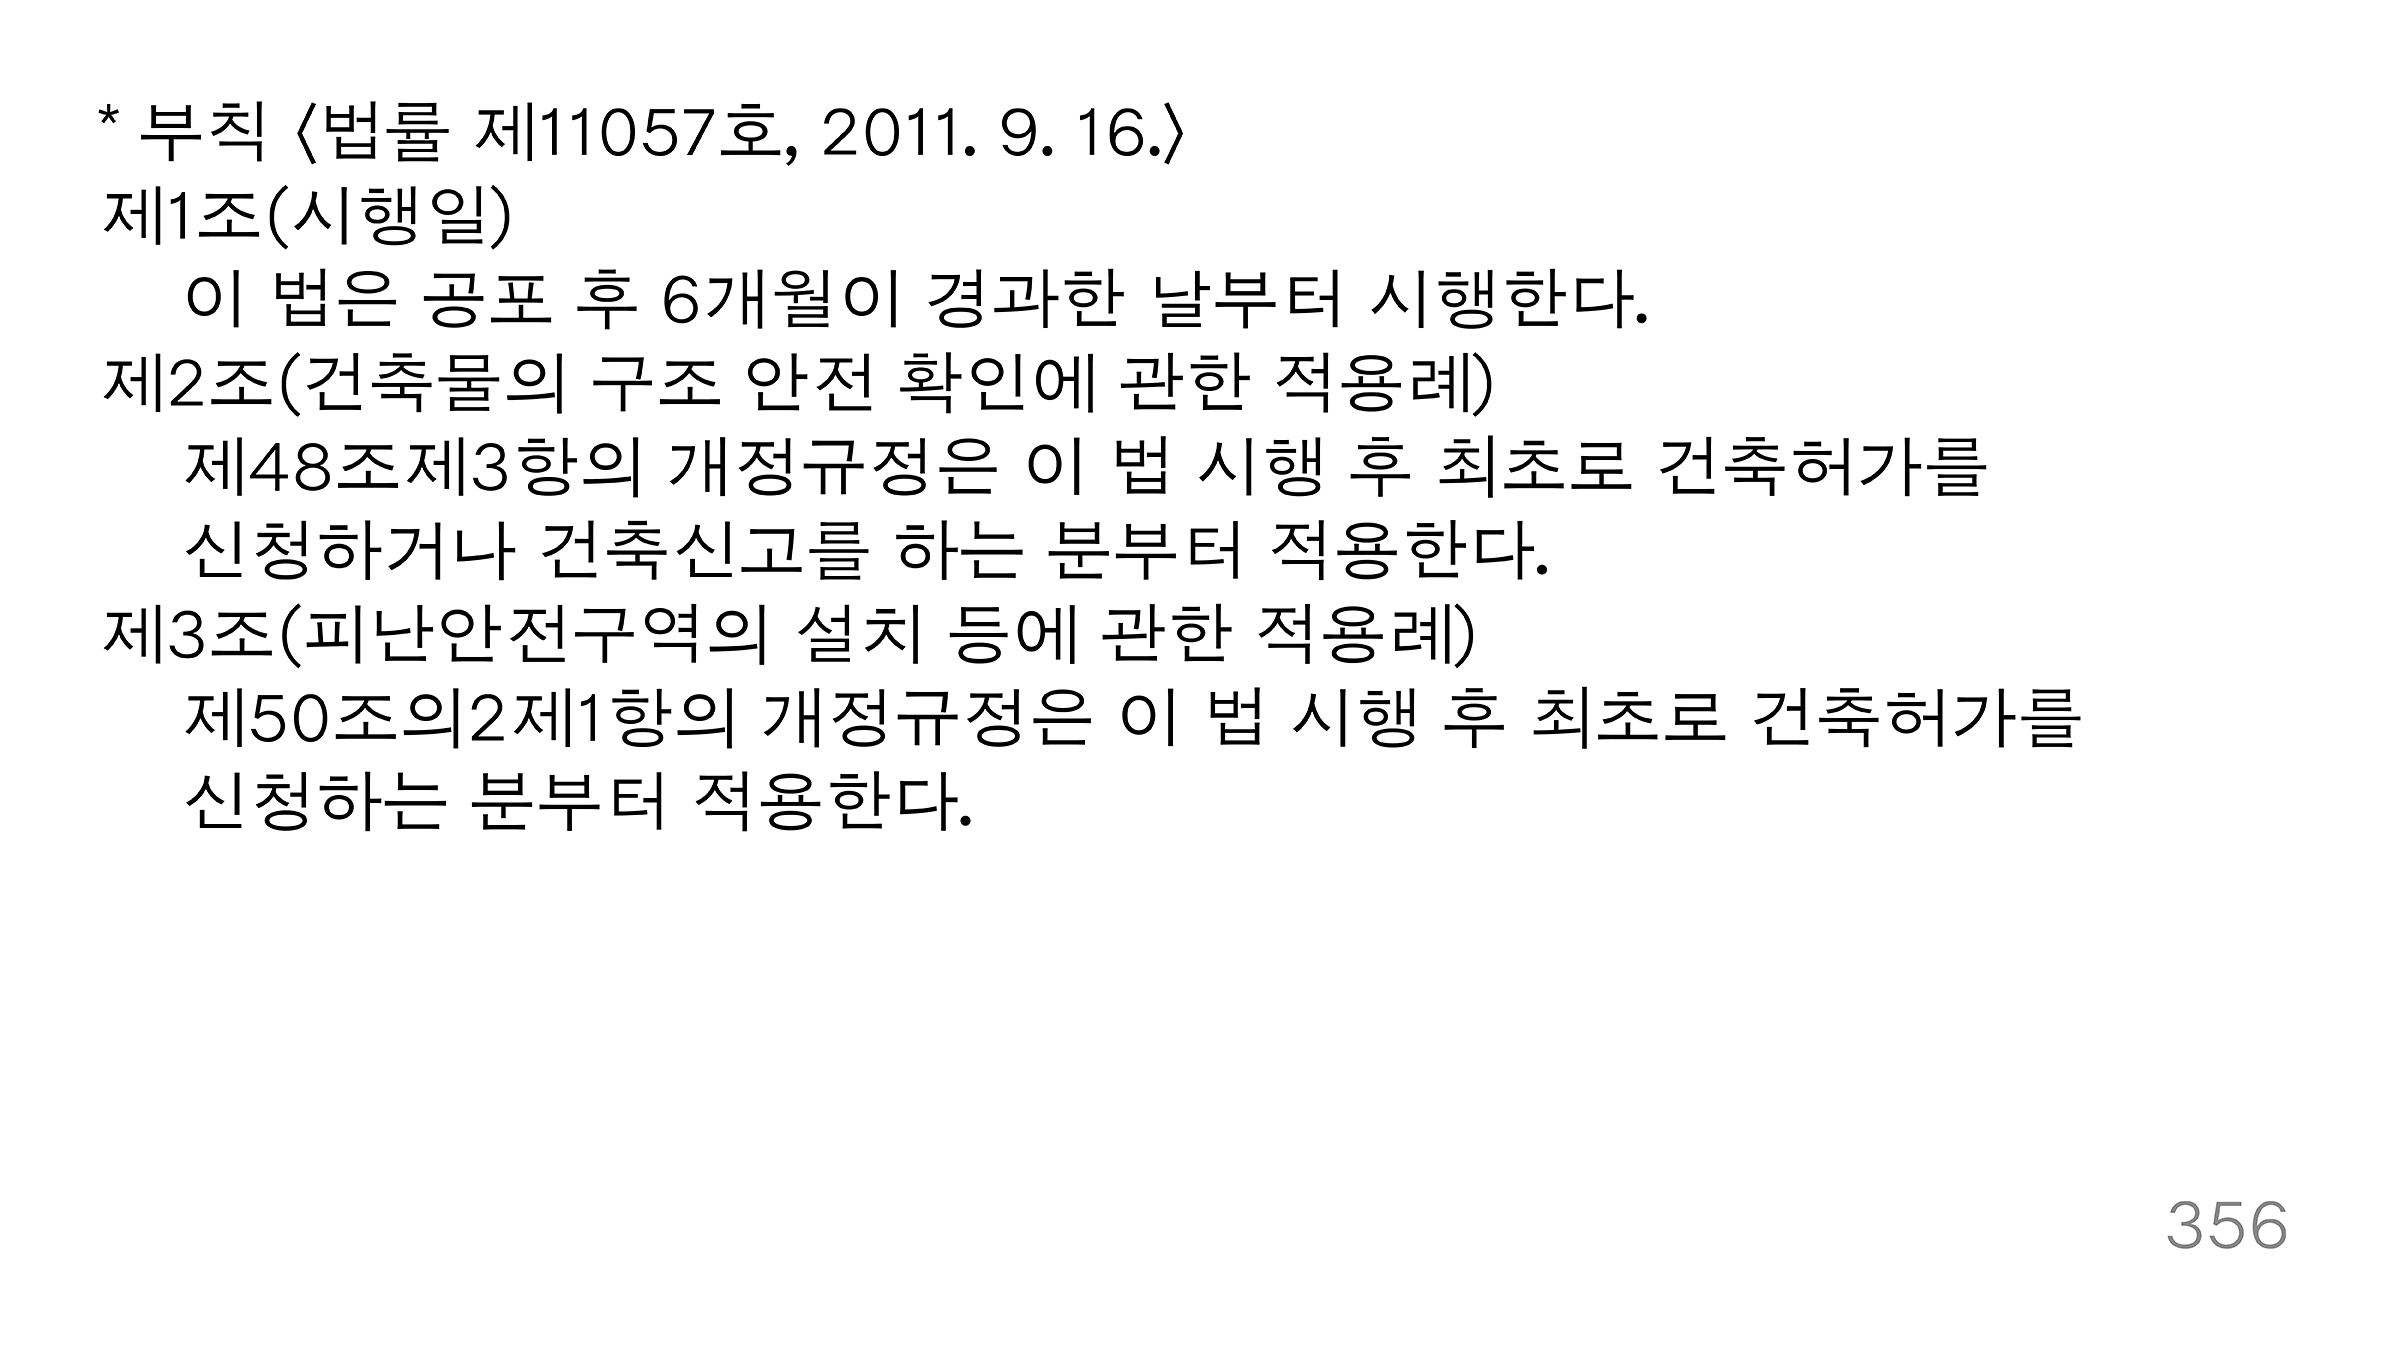 * 부칙 〈법률 제11057호, 2011. 9. 16.〉
제1조(시행일)
이 법은 공포 후 6개월이 경과한 날부터 시행한다.
제2조(건축물의 구조 안전 확인에 관한 적용례)
제48조제3항의 개정규정은 이 법 시행 후 최초로 건축허가를
신청하거나 건축신고를 하는 분부터 적용한다.
제3조(피난안전구역의 설치 등에 관한 적용례)
제50조의2제1항의 개정규정은 이 법 시행 후 최초로 건축허가를
신청하는 분부터 적용한다.
356